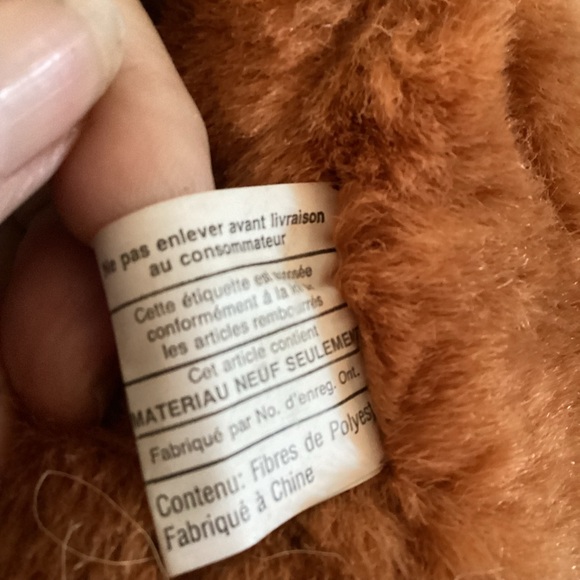 Ne pas enlever avant livraison
au consommateur
Cette étiquette est
conformément à la
les articles rembourrés
Cet article contient
MATERIAU NEUF SEULEMENT
Fabriqué par No. d'enreg. Ont.
Contenu: Fibres de Polyest
Fabriqué à Chine